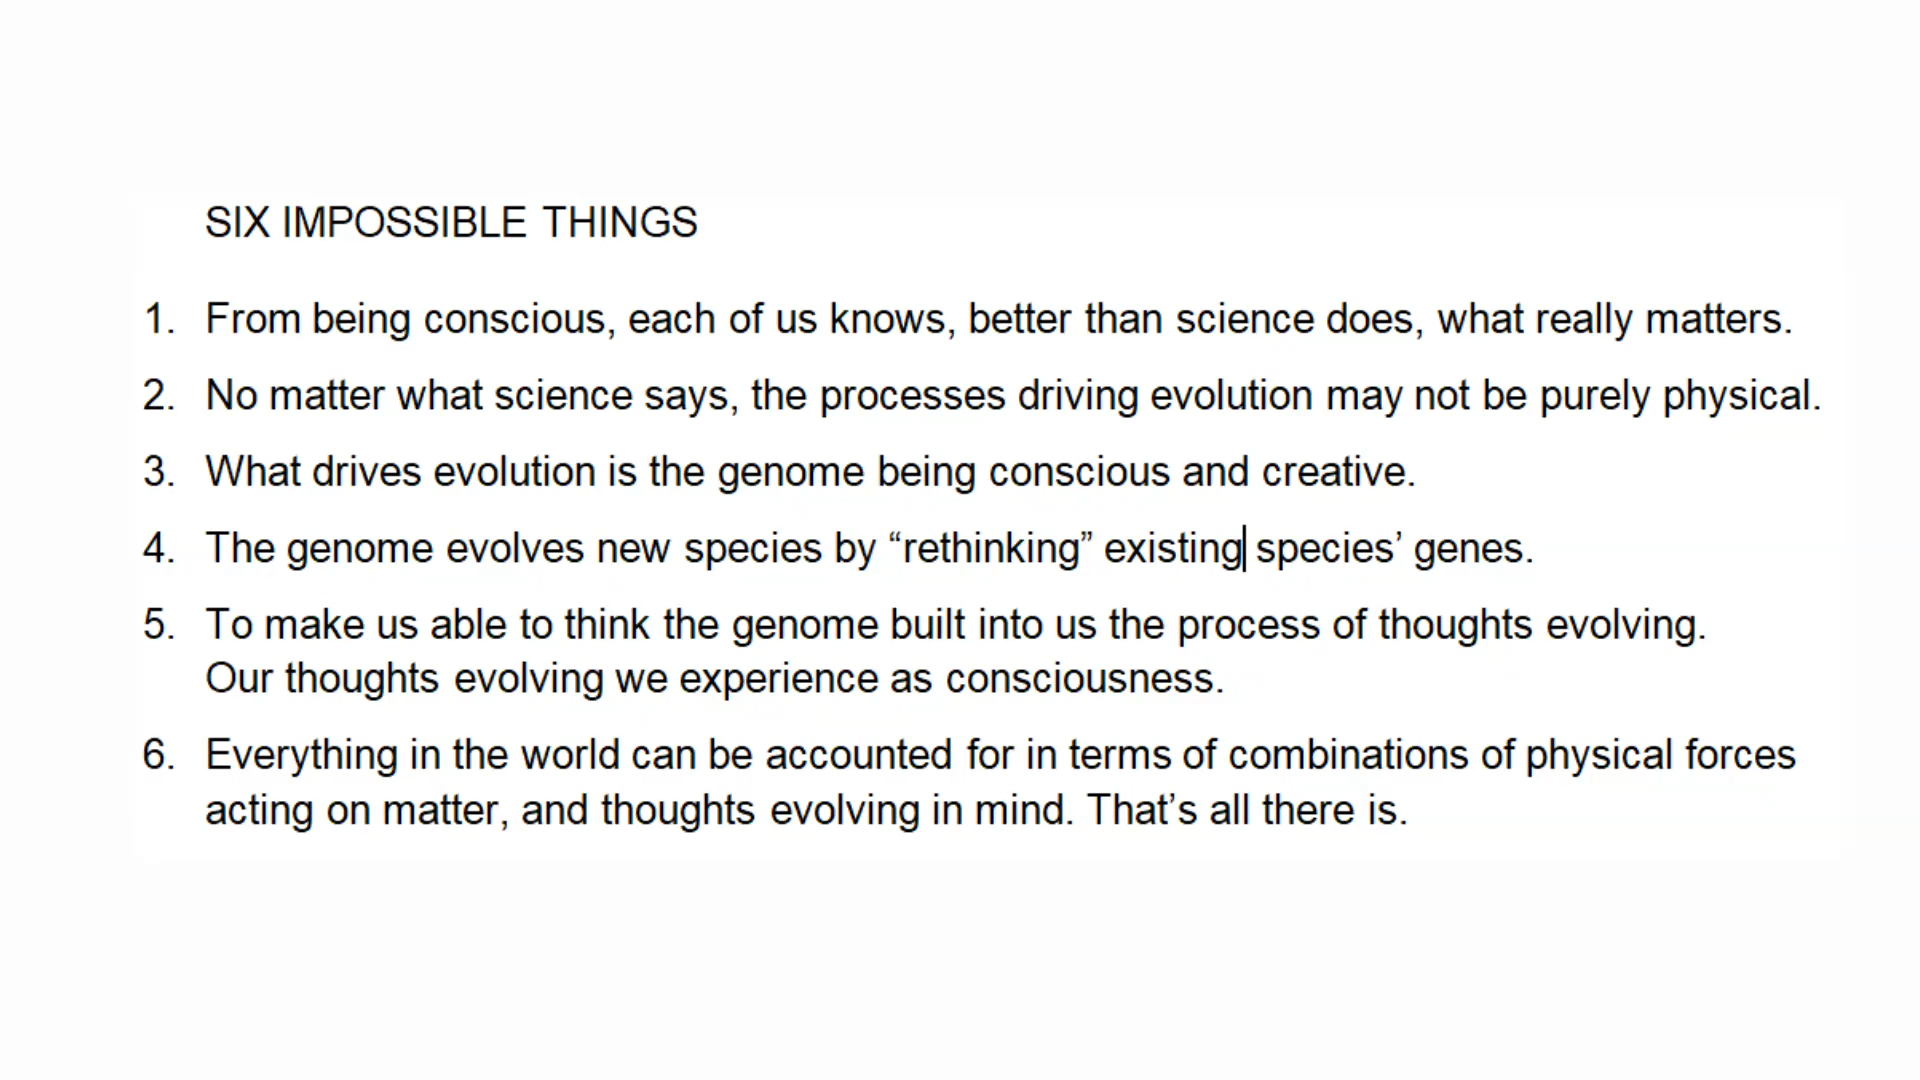 SIX IMPOSSIBLE THINGS
1. From being conscious, each of us knows, better than science does, what really matters.
2. No matter what science says, the processes driving evolution may not be purely physical.
3. What drives evolution is the genome being conscious and creative.
4. The genome evolves new species by “rethinking” existing species’ genes.
5. To make us able to think the genome built into us the process of thoughts evolving.
Our thoughts evolving we experience as consciousness.
6. Everything in the world can be accounted for in terms of combinations of physical forces
acting on matter, and thoughts evolving in mind. That’s all there is.